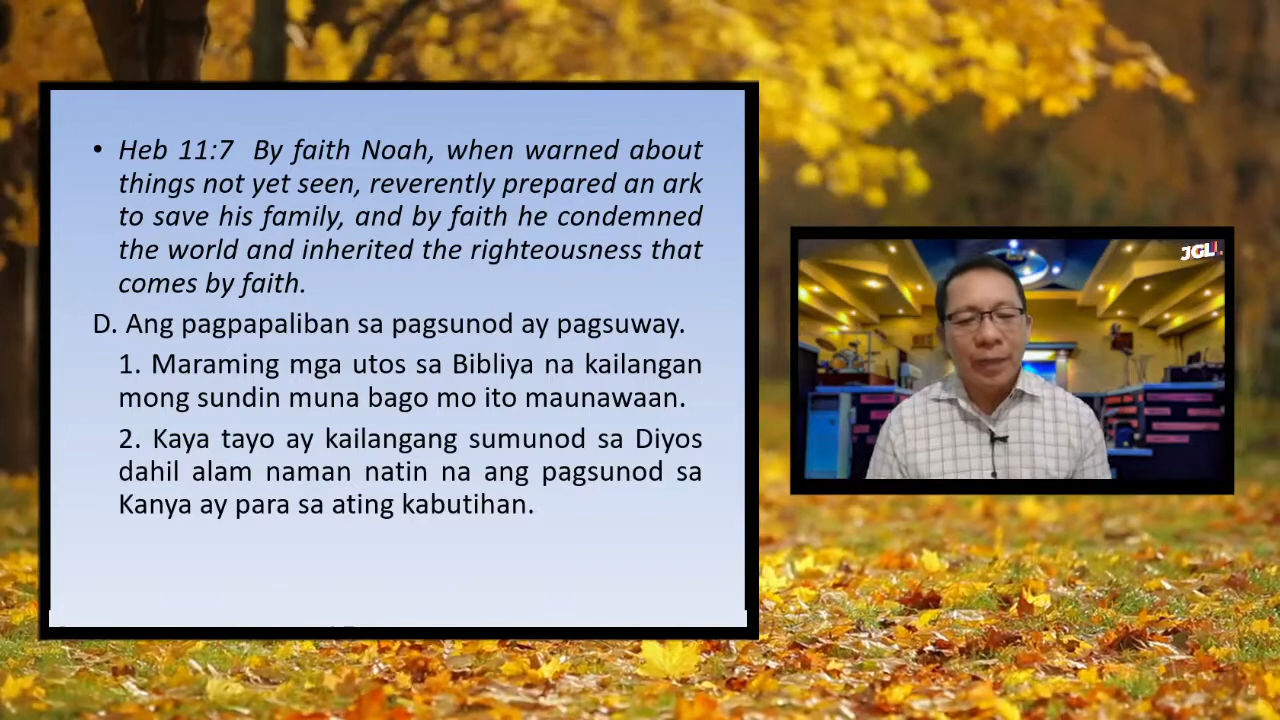 • Heb 11:7 By faith Noah, when warned about
things not yet seen, reverently prepared an ark
to save his family, and by faith he condemned
the world and inherited the righteousness that
comes by faith.
D. Ang pagpapaliban sa pagsunod ay pagsuway.
1. Maraming mga utos sa Bibliya na kailangan
mong sundin muna bago mo ito maunawaan.
2. Kaya tayo ay kailangang sumunod sa Diyos
dahil alam naman natin na ang pagsunod sa
Kanya ay para sa ating kabutihan.